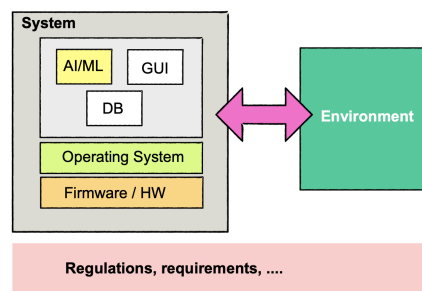 System
AI/ML
GUI
DB
Operating System
Firmware / HW
Environment
Regulations, requirements, ....